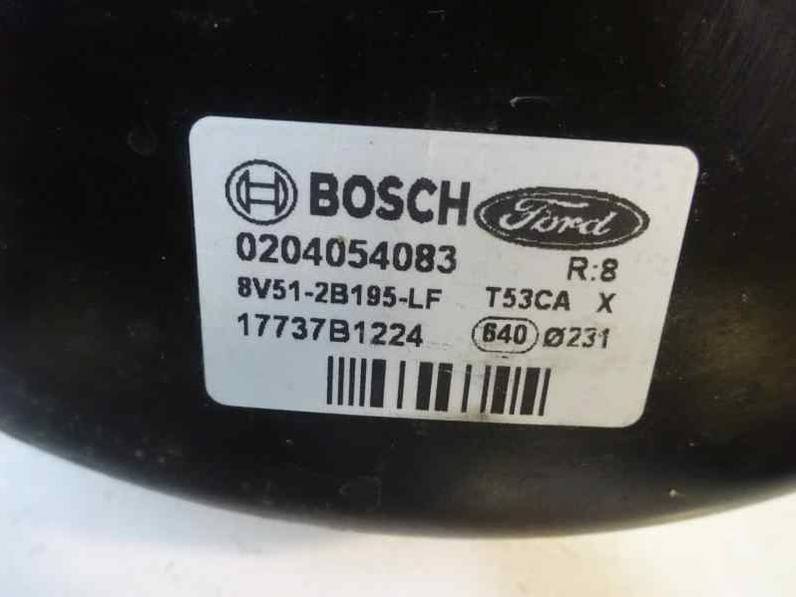 BOSCH Ford
0204054083 R:8
8V51-2B195-LF T53CA X
17737B1224 640 Ø231